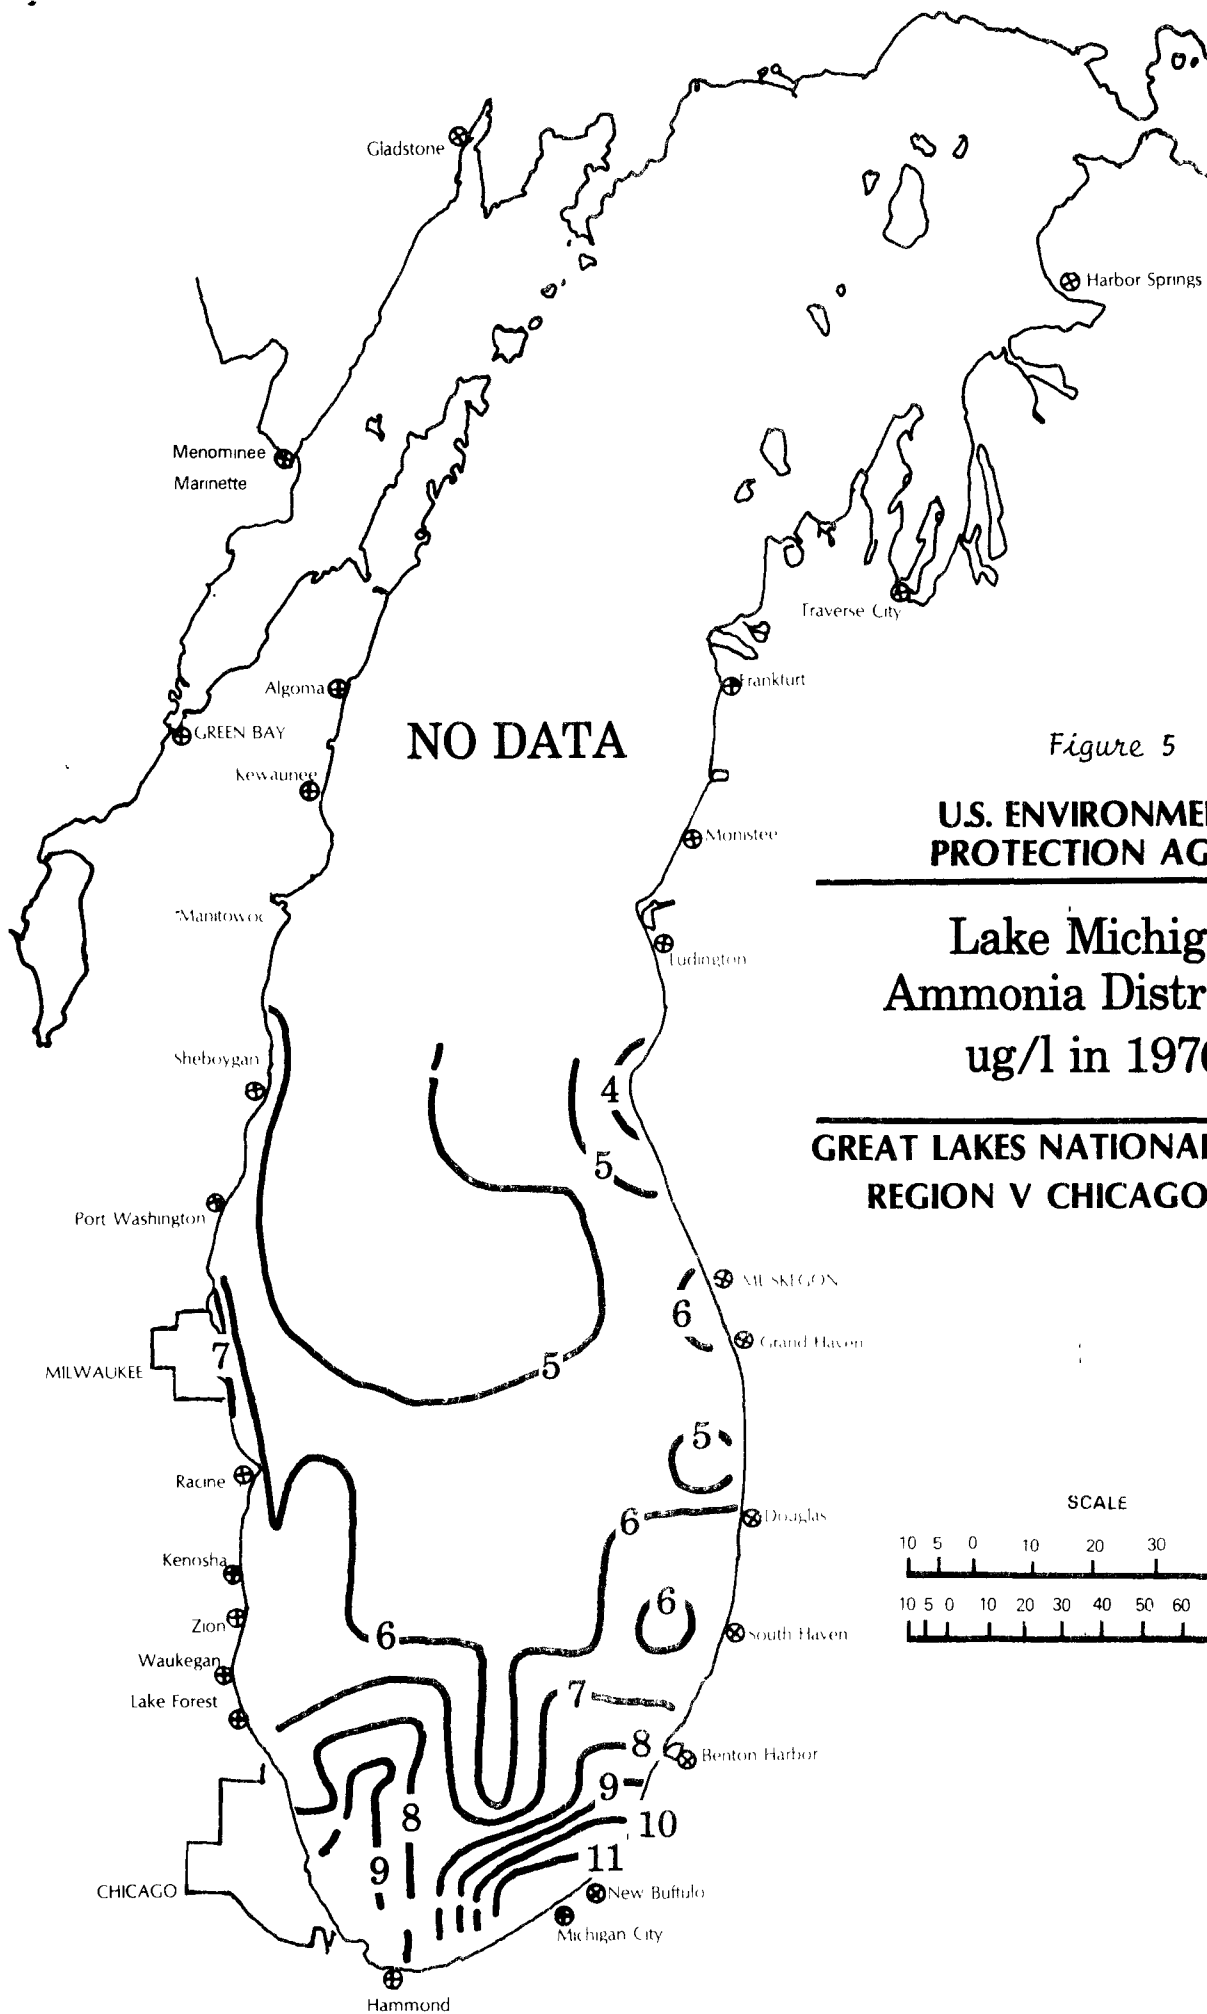 Gladstone
Harbor Springs
Menominee
Marinette
Traverse City
Algoma
Frankfurt
GREEN BAY
NO DATA
Figure 5
Kewaunee
U.S. ENVIRONME
Monistee
PROTECTION AG
Manitowoc
Lake Michig
Ludington
Ammonia Distr
ug/l in 1976
Sheboygan
4
GREAT LAKES NATIONAL
5
REGION V CHICAGO
Port Washington
MUSKEGON
6
Grand Haven
7
MILWAUKEE
5
5
Racine
SCALE
6
Douglas
10 5 0 10 20 30
Kenosha
6
10 5 0 10 20 30 40 50 60
Zion
6
South Haven
Waukegan
7
Lake Forest
8
Benton Harbor
9
8
10
11
9
CHICAGO
New Buffulo
Michigan City
Hammond